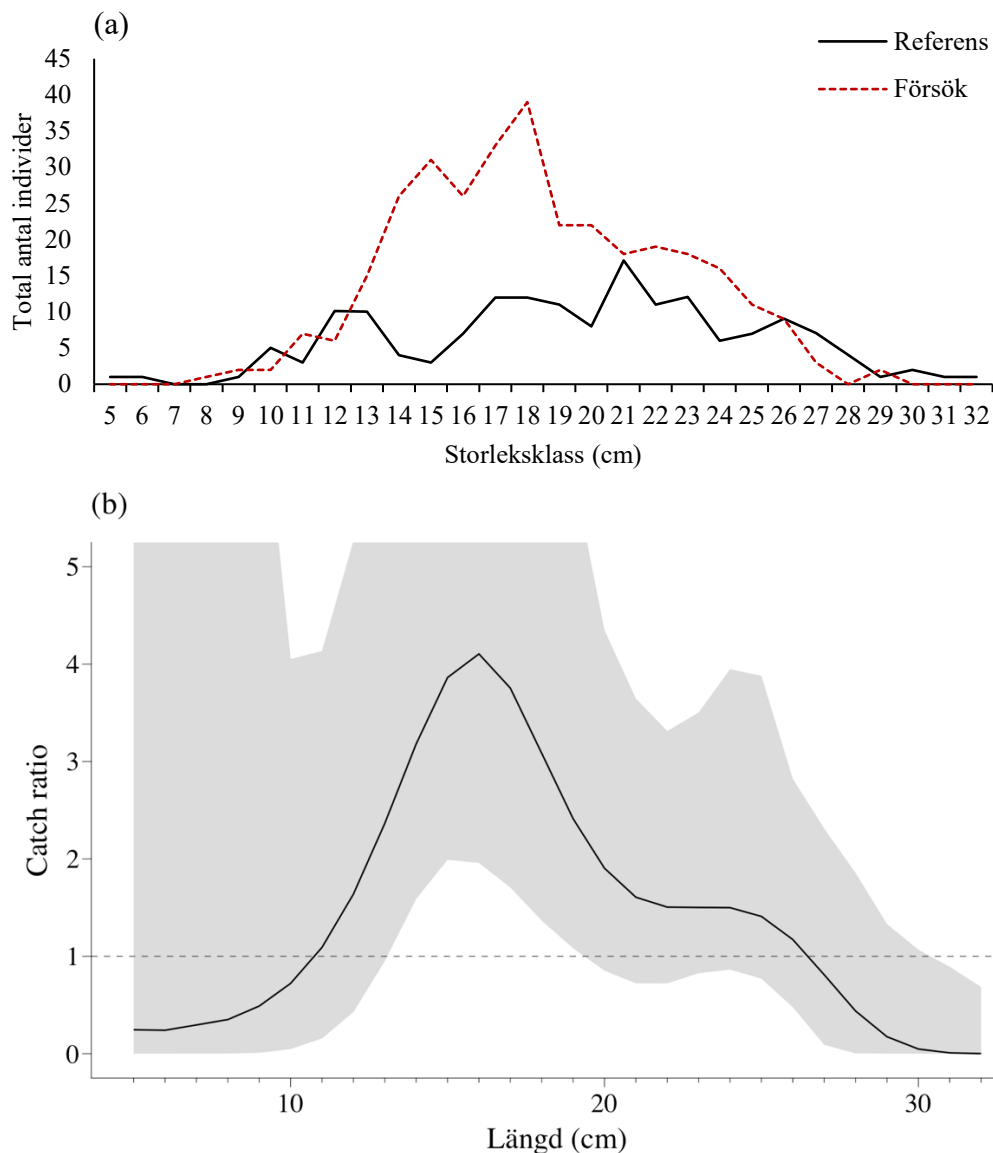 (a)
Referens
Försök
45
40
35
30
25
20
15
10
5
0
Total antal individer
5 6 7 8 9 10 11 12 13 14 15 16 17 18 19 20 21 22 23 24 25 26 27 28 29 30 31 32
Storleksklass (cm)
(b)
5
4
3
2
1
0
Catch ratio
10 20 30
Längd (cm)